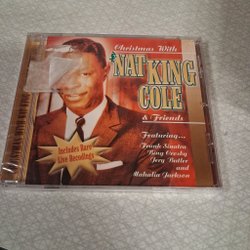 Christmas With
NAT KING
COLE
& Friends
Featuring...
Frank Sinatra
Bing Crosby
Jerry Butler
and
Mahalia Jackson
Includes Rare
Live Recordings